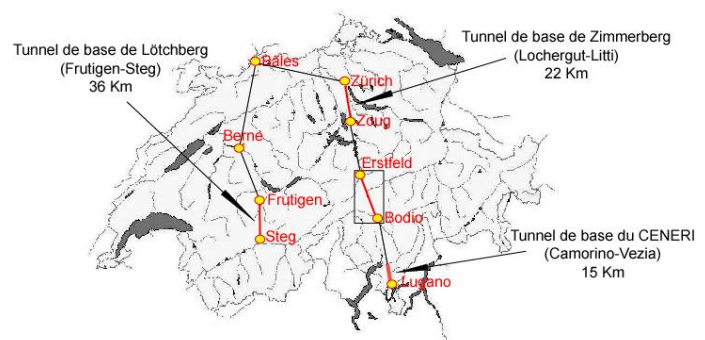 Tunnel de base de Lötchberg
(Frutigen-Steg)
36 Km
Tunnel de base de Zimmerberg
(Lochergut-Litti)
22 Km
Bâles
Zürich
Zoug
Berne
Erstfeld
Frutigen
Bodio
Steg
Tunnel de base du CENERI
(Camorino-Vezia)
15 Km
Lugano